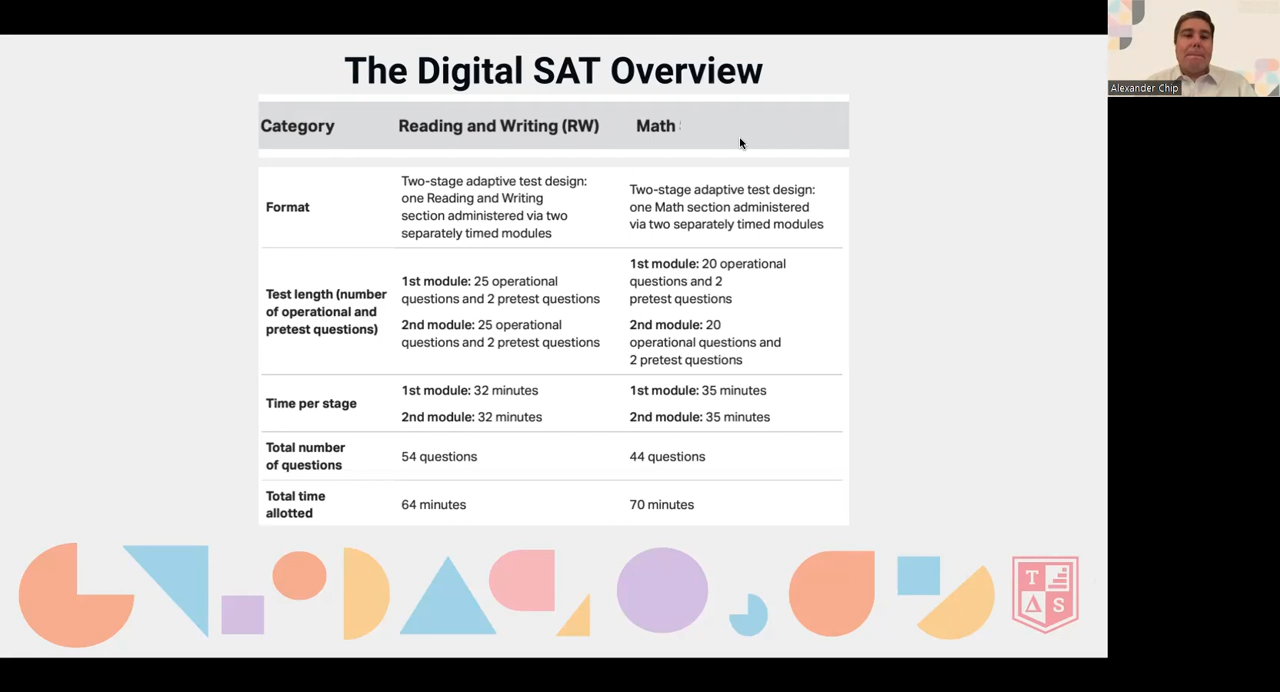 The Digital SAT Overview
Alexander Chip
Category Reading and Writing (RW) Math
Format
Two-stage adaptive test design:
one Reading and Writing
section administered via two
separately timed modules
Two-stage adaptive test design:
one Math section administered
via two separately timed modules
Test length (number
of operational and
pretest questions)
1st module: 25 operational
questions and 2 pretest questions
2nd module: 25 operational
questions and 2 pretest questions
1st module: 20 operational
questions and 2
pretest questions
2nd module: 20
operational questions and
2 pretest questions
Time per stage
1st module: 32 minutes
2nd module: 32 minutes
1st module: 35 minutes
2nd module: 35 minutes
Total number
of questions
54 questions
44 questions
Total time
allotted
64 minutes
70 minutes
T
Δ S